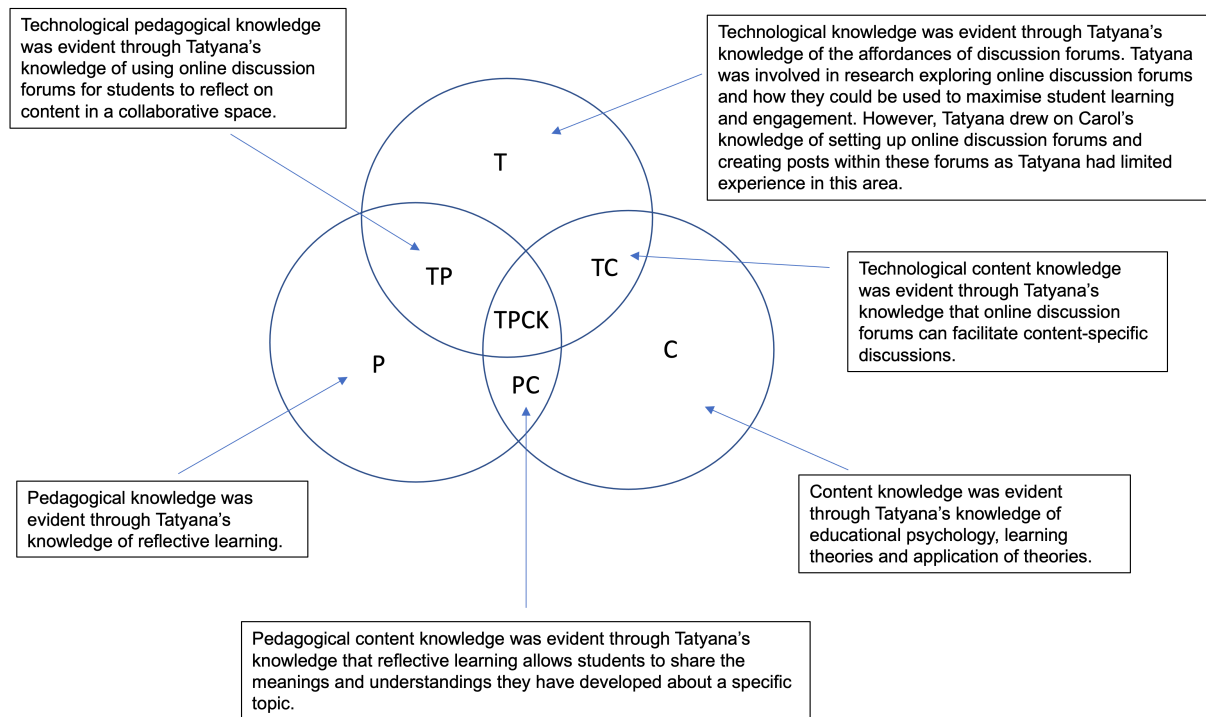 Technological pedagogical knowledge
was evident through Tatyana’s
knowledge of using online discussion
forums for students to reflect on
content in a collaborative space.
Technological knowledge was evident through Tatyana’s
knowledge of the affordances of discussion forums. Tatyana
was involved in research exploring online discussion forums
and how they could be used to maximise student learning
and engagement. However, Tatyana drew on Carol’s
knowledge of setting up online discussion forums and
creating posts within these forums as Tatyana had limited
experience in this area.
T
TP
TC
TPCK
P
C
PC
Technological content knowledge
was evident through Tatyana’s
knowledge that online discussion
forums can facilitate content-specific
discussions.
Pedagogical knowledge was
evident through Tatyana’s
knowledge of reflective learning.
Content knowledge was evident
through Tatyana’s knowledge of
educational psychology, learning
theories and application of theories.
Pedagogical content knowledge was evident through Tatyana’s
knowledge that reflective learning allows students to share the
meanings and understandings they have developed about a specific
topic.